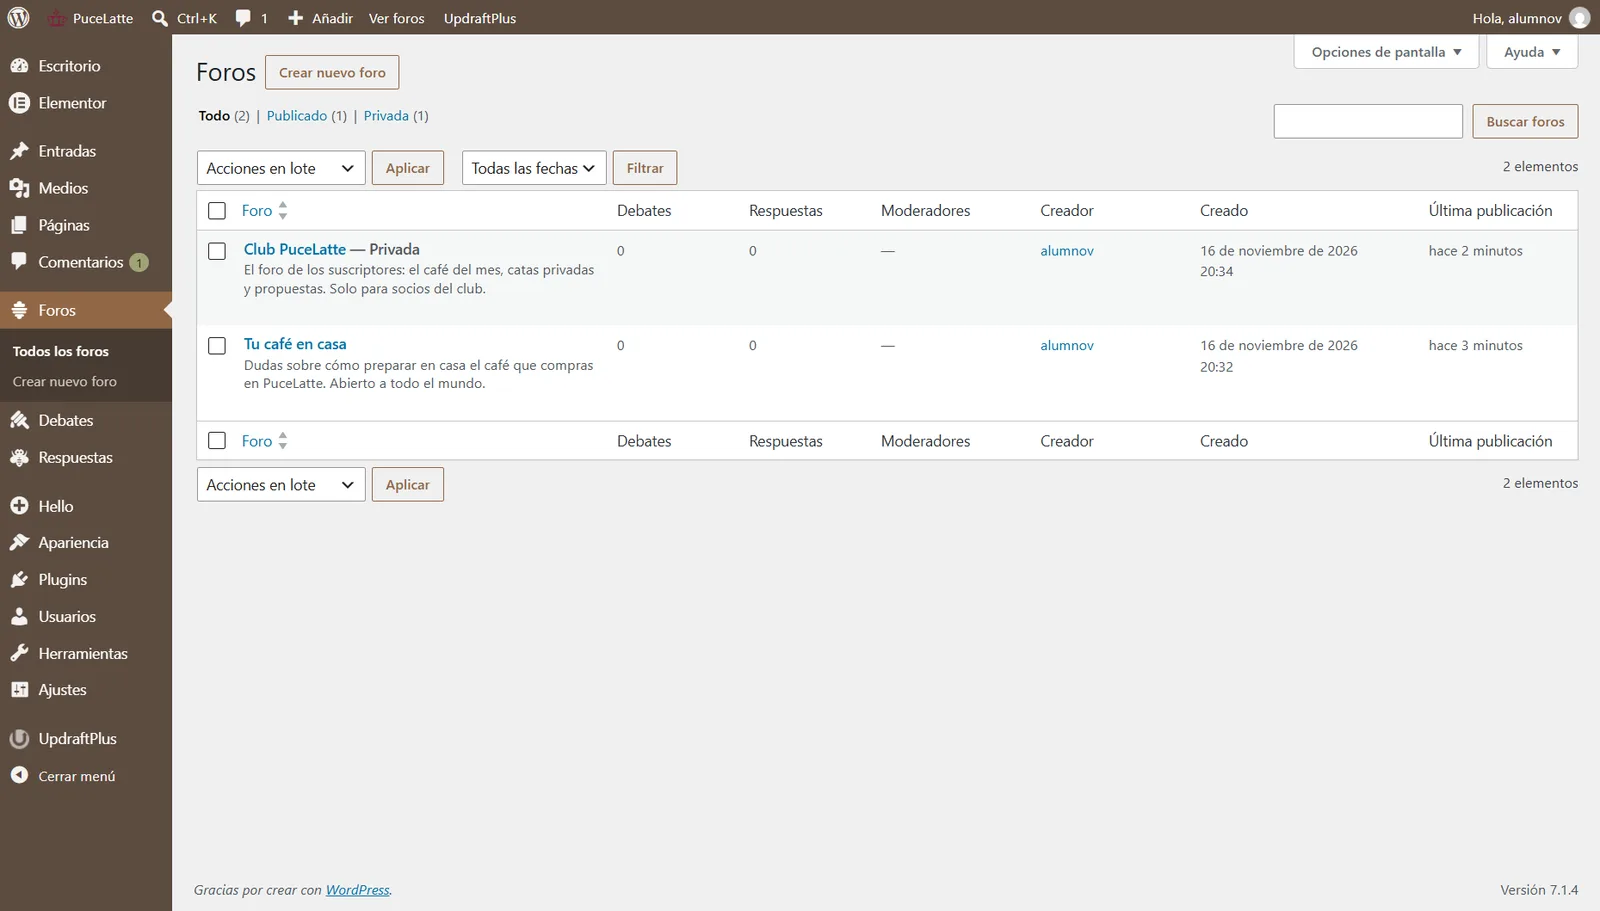 PuceLatte Ctrl+K 1 Añadir Ver foros UpdraftPlus Hola, alumnov
Escritorio
Elementor
Entradas
Medios
Páginas
Comentarios 1
Foros
Todos los foros
Crear nuevo foro
Debates
Respuestas
Hello
Apariencia
Plugins
Usuarios
Herramientas
Ajustes
UpdraftPlus
Cerrar menú
Opciones de pantalla Ayuda
Foros Crear nuevo foro
Todo (2) | Publicado (1) | Privada (1)
Buscar foros
Acciones en lote Aplicar Todas las fechas Filtrar 2 elementos
Foro Debates Respuestas Moderadores Creador Creado Última publicación
Club PuceLatte — Privada 0 0 — alumnov 16 de noviembre de 2026 hace 2 minutos
El foro de los suscriptores: el café del mes, catas privadas 20:34
y propuestas. Solo para socios del club.
Tu café en casa 0 0 — alumnov 16 de noviembre de 2026 hace 3 minutos
Dudas sobre cómo preparar en casa el café que compras 20:32
en PuceLatte. Abierto a todo el mundo.
Foro Debates Respuestas Moderadores Creador Creado Última publicación
Acciones en lote Aplicar 2 elementos
Gracias por crear con WordPress. Versión 7.1.4